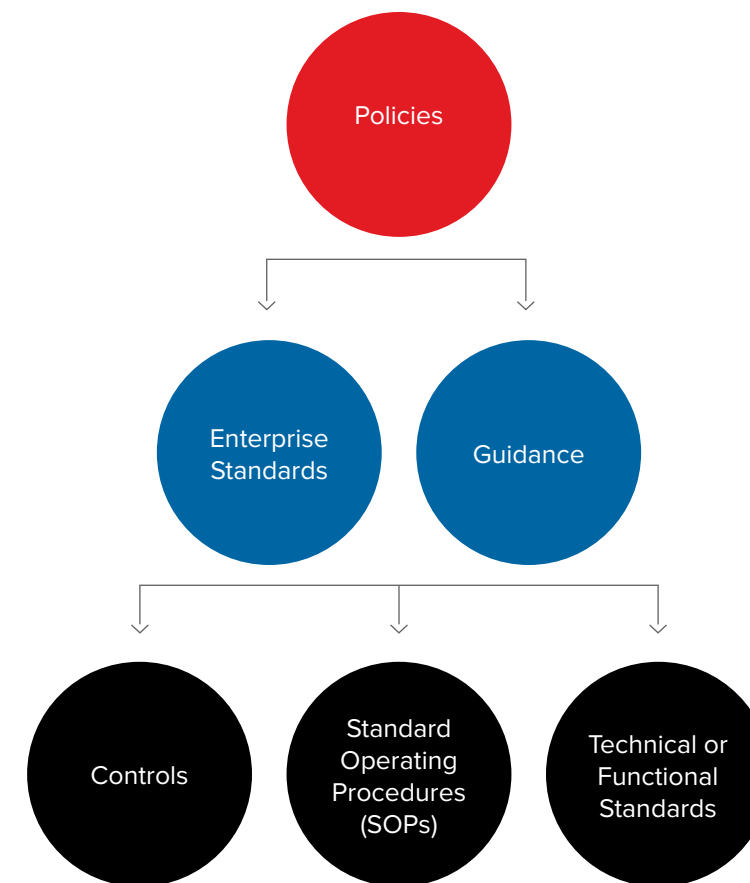 Policies
Enterprise
Standards
Guidance
Controls
Standard
Operating
Procedures
(SOPs)
Technical or
Functional
Standards